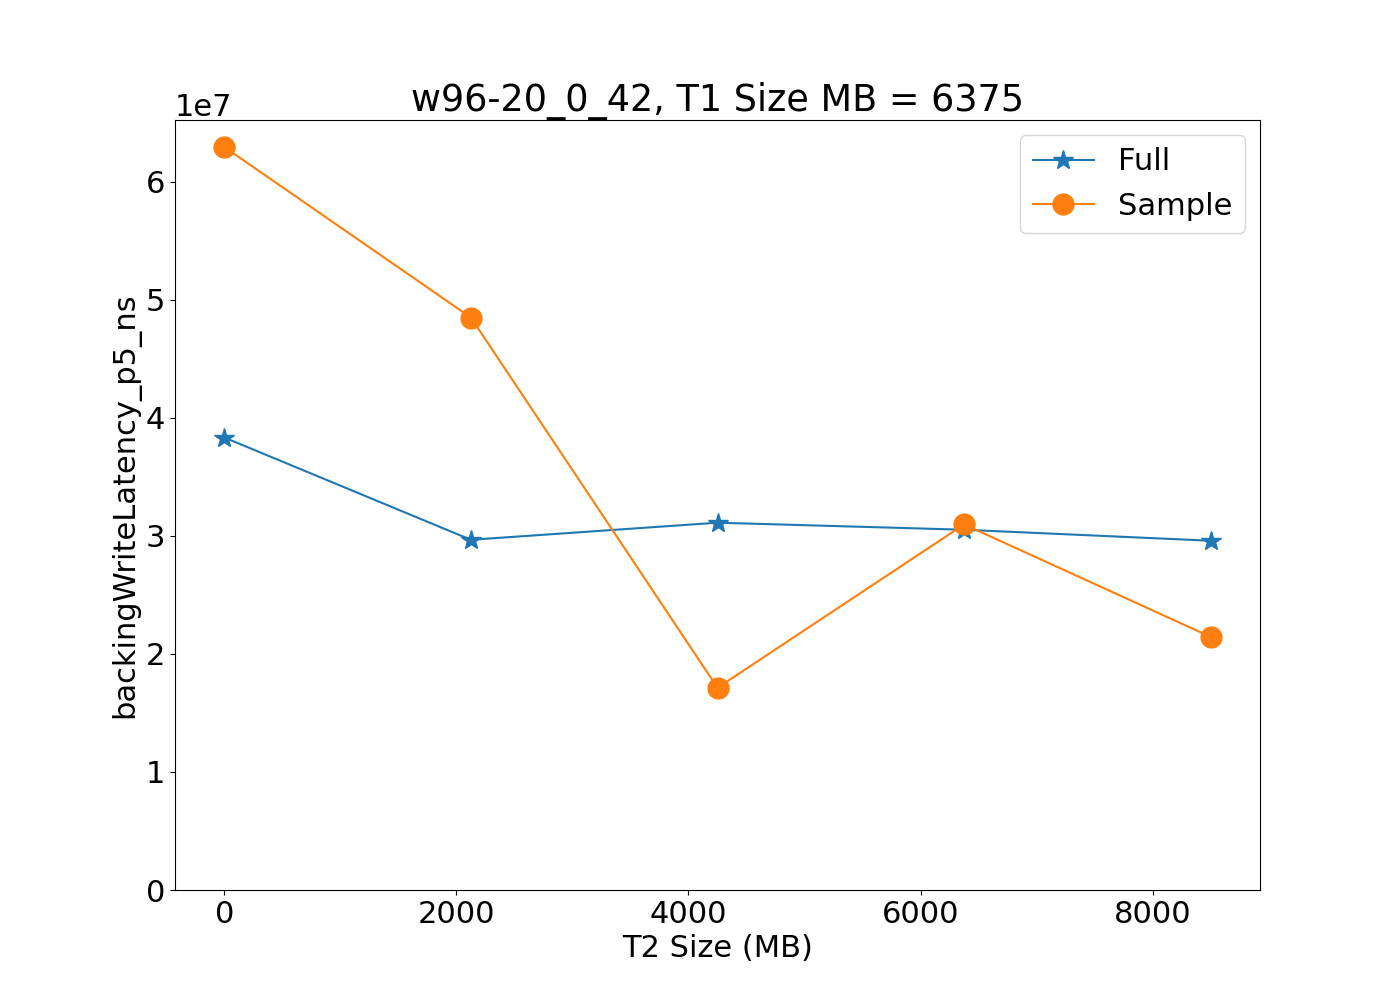 w96-20_0_42, T1 Size MB = 6375
1e7
Full
Sample
6
5
4
3
2
1
0
backingWriteLatency_p5_ns
0 2000 4000 6000 8000
T2 Size (MB)